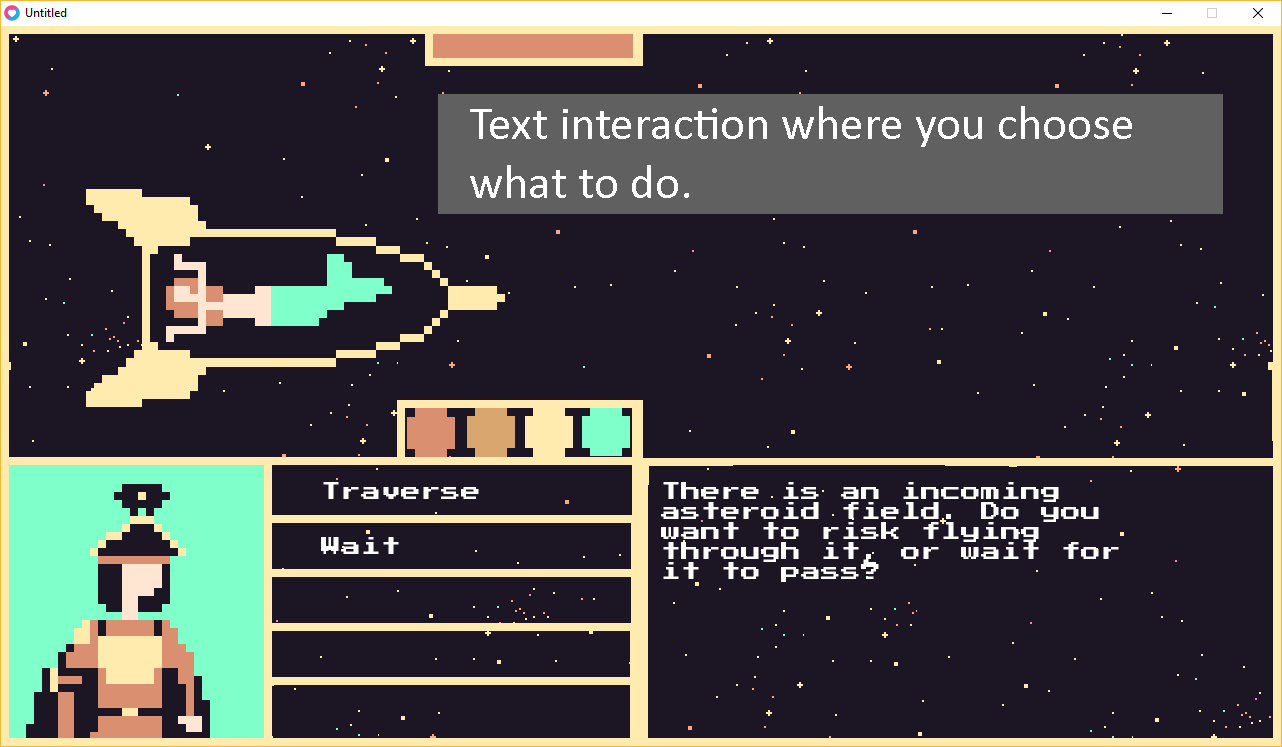 Untitled
Text interaction where you choose
what to do.
Traverse
Wait
There is an incoming
asteroid field. Do you
want to risk flying
through it, or wait for
it to pass?